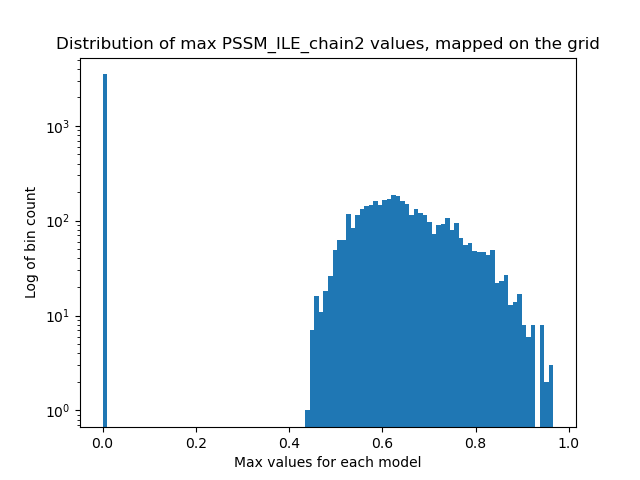 Distribution of max PSSM_ILE_chain2 values, mapped on the grid
Log of bin count
10³
10²
10¹
10⁰
0.0 0.2 0.4 0.6 0.8 1.0
Max values for each model